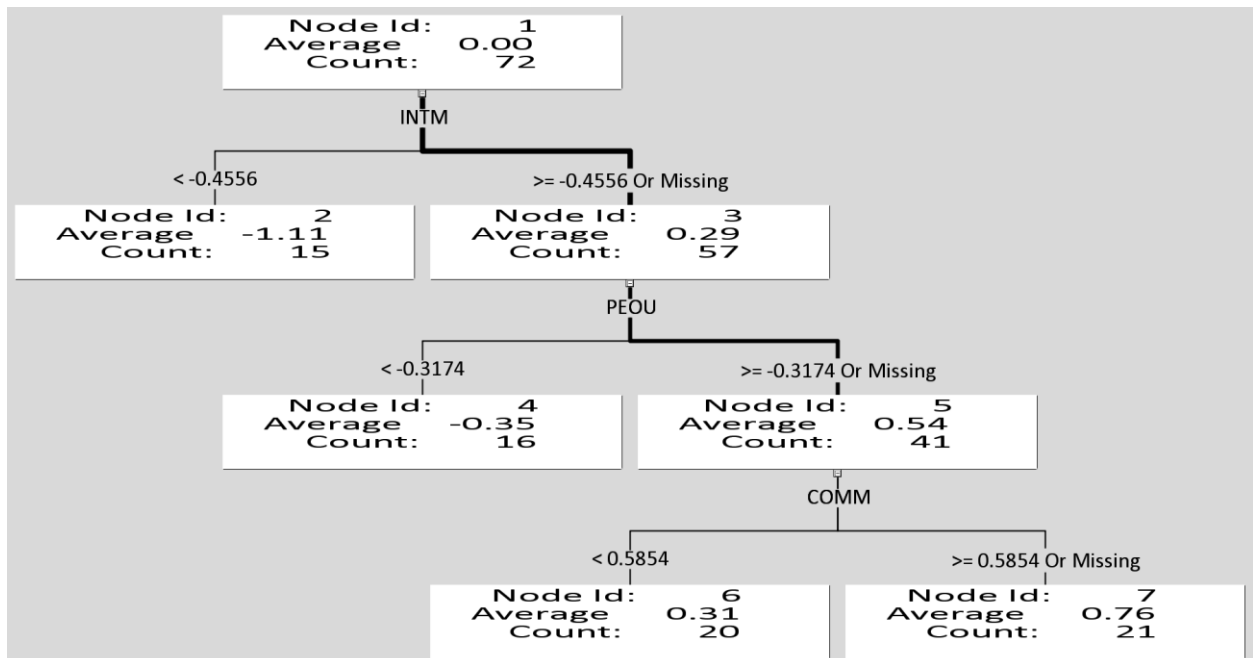 Node Id: 1
Average 0.00
Count: 72
INTM
< -0.4556
>= -0.4556 Or Missing
Node Id: 2
Average -1.11
Count: 15
Node Id: 3
Average 0.29
Count: 57
PEOU
< -0.3174
>= -0.3174 Or Missing
Node Id: 4
Average -0.35
Count: 16
Node Id: 5
Average 0.54
Count: 41
COMM
< 0.5854
>= 0.5854 Or Missing
Node Id: 6
Average 0.31
Count: 20
Node Id: 7
Average 0.76
Count: 21